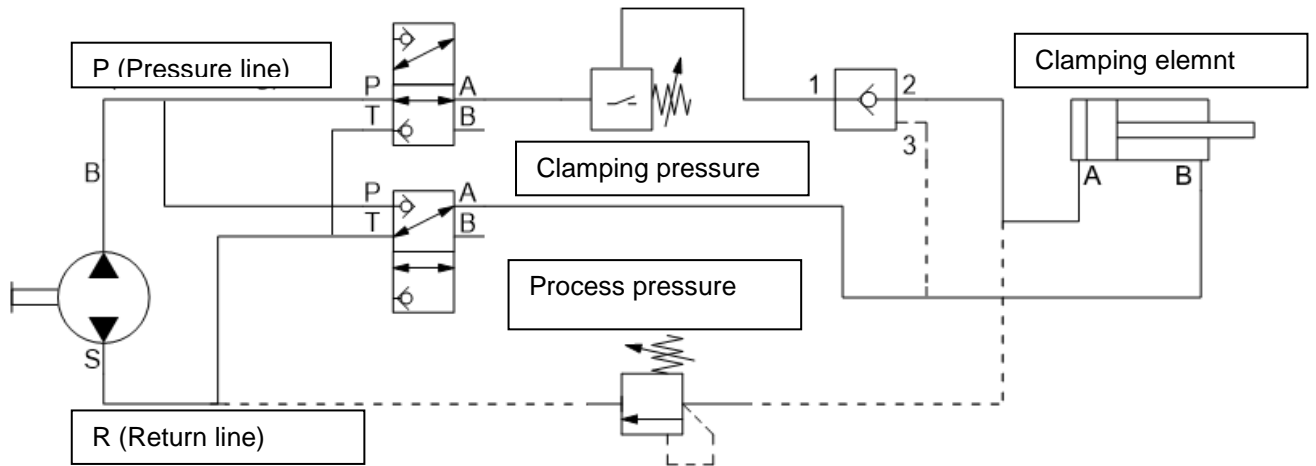 P (Pressure line)
Clamping elemnt
P A
T B
1 2
3
Clamping pressure
B
A B
P A
T B
Process pressure
S
R (Return line)